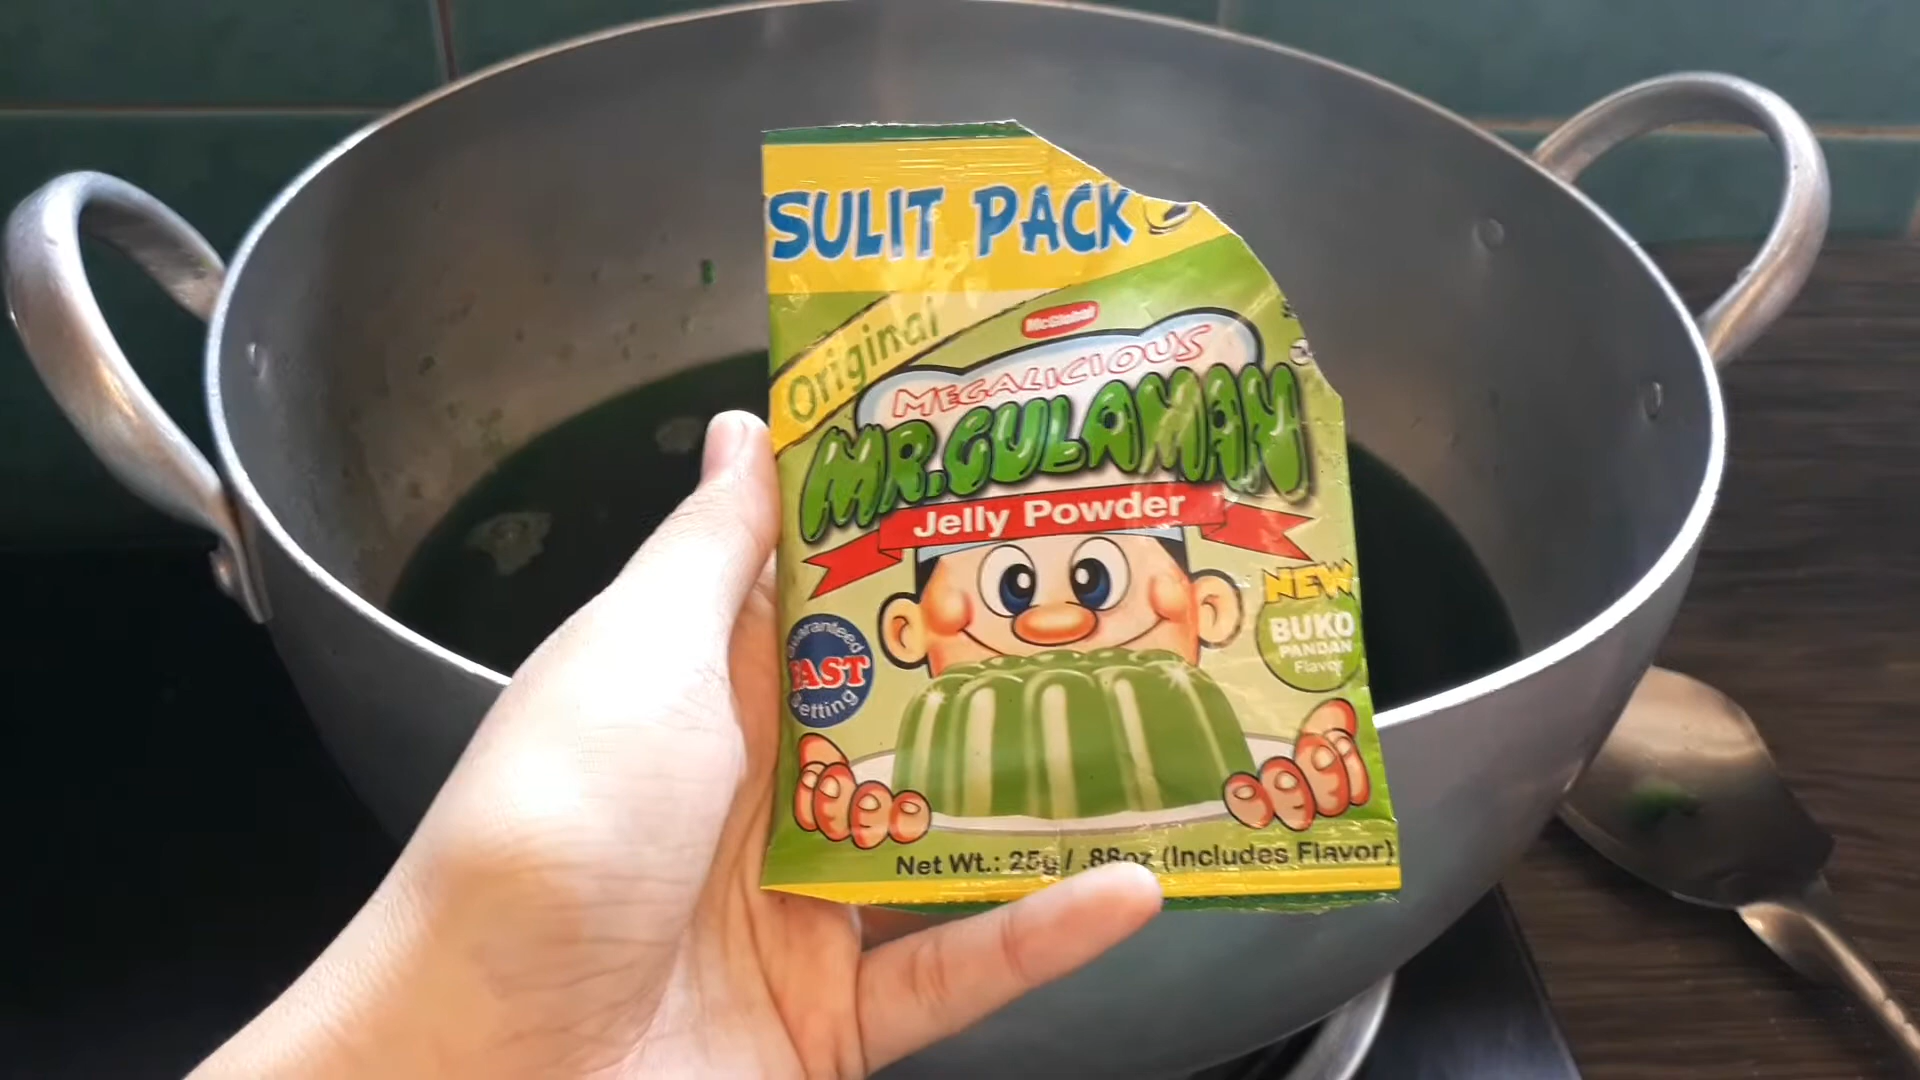 SULIT PACK
Original
McGlobal
MEGALICIOUS
MR.GULAMAN
Jelly Powder
NEW
BUKO
PANDAN
Flavor
Guaranteed
FAST
Setting
Net Wt.: 25g / .88oz (Includes Flavor)